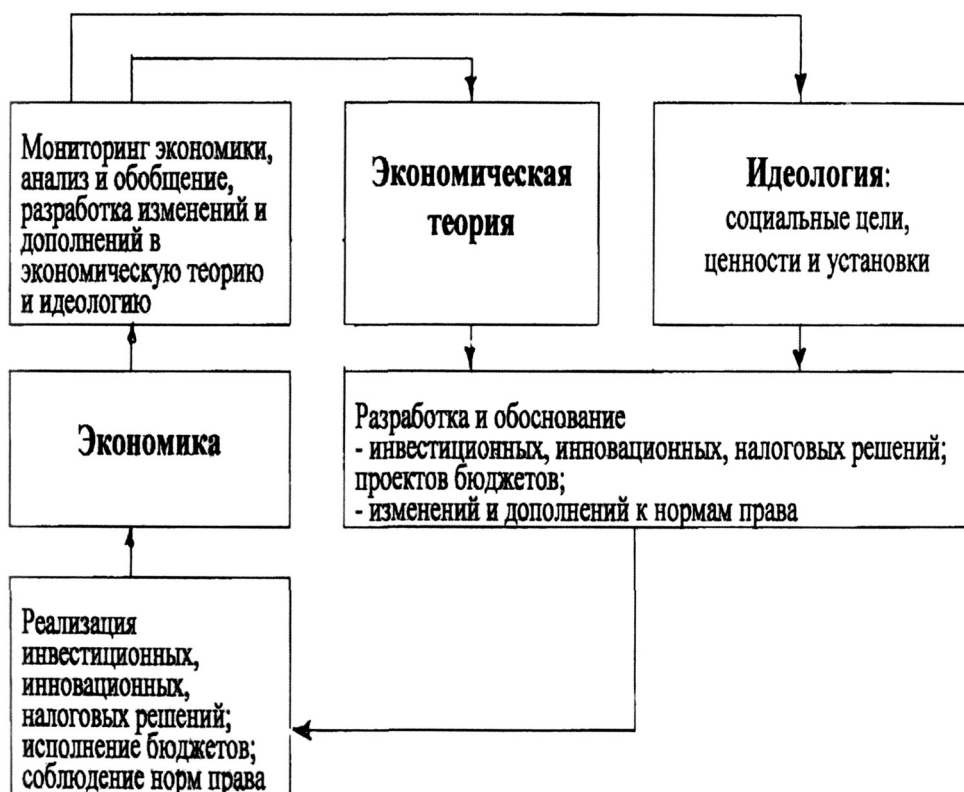 Мониторинг экономики,
анализ и обобщение,
разработка изменений и
дополнений в
экономическую теорию
и идеологию
Экономическая
теория
Идеология:
социальные цели,
ценности и установки
Экономика
Разработка и обоснование
- инвестиционных, инновационных, налоговых решений;
проектов бюджетов;
- изменений и дополнений к нормам права
Реализация
инвестиционных,
инновационных,
налоговых решений;
исполнение бюджетов;
соблюдение норм права